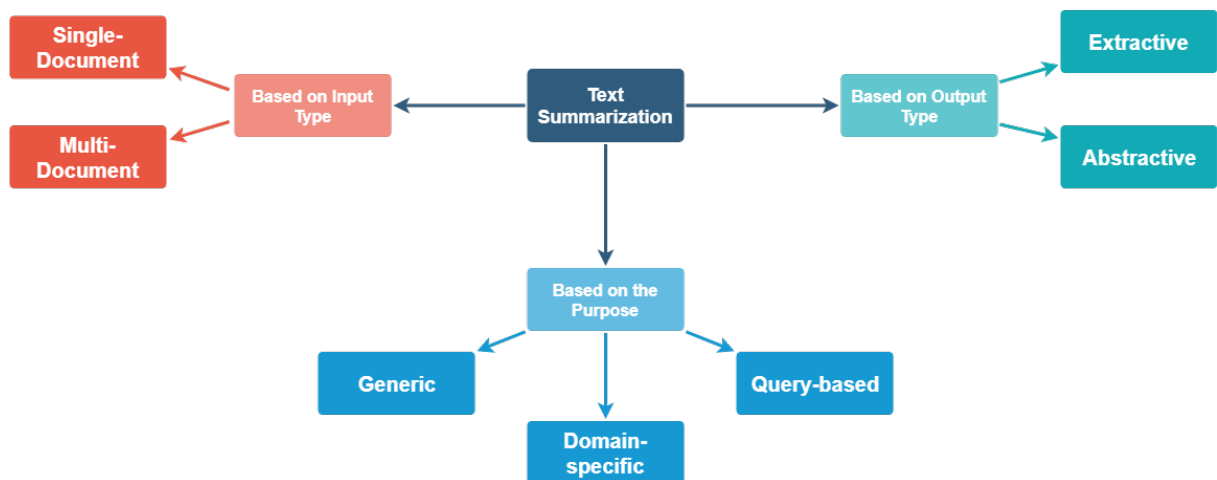 Single-
Document
Multi-
Document
Based on Input
Type
Text
Summarization
Based on Output
Type
Extractive
Abstractive
Based on the
Purpose
Generic
Domain-
specific
Query-based